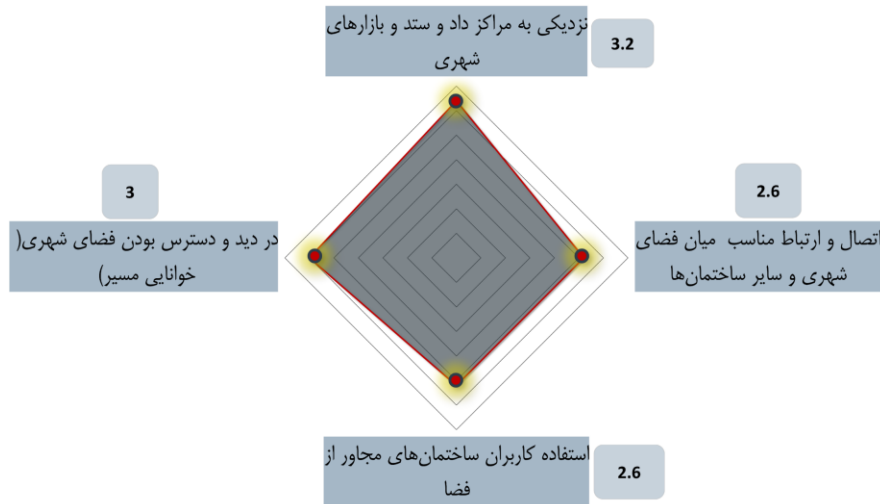 نزدیکی به مراکز داد و ستد و بازارهای
شهری
3.2
2.6
اتصال و ارتباط مناسب میان فضای
شهری و سایر ساختمان‌ها
3
در دید و دسترس بودن فضای شهری(
خوانایی مسیر)
استفاده کاربران ساختمان‌های مجاور از
فضا
2.6